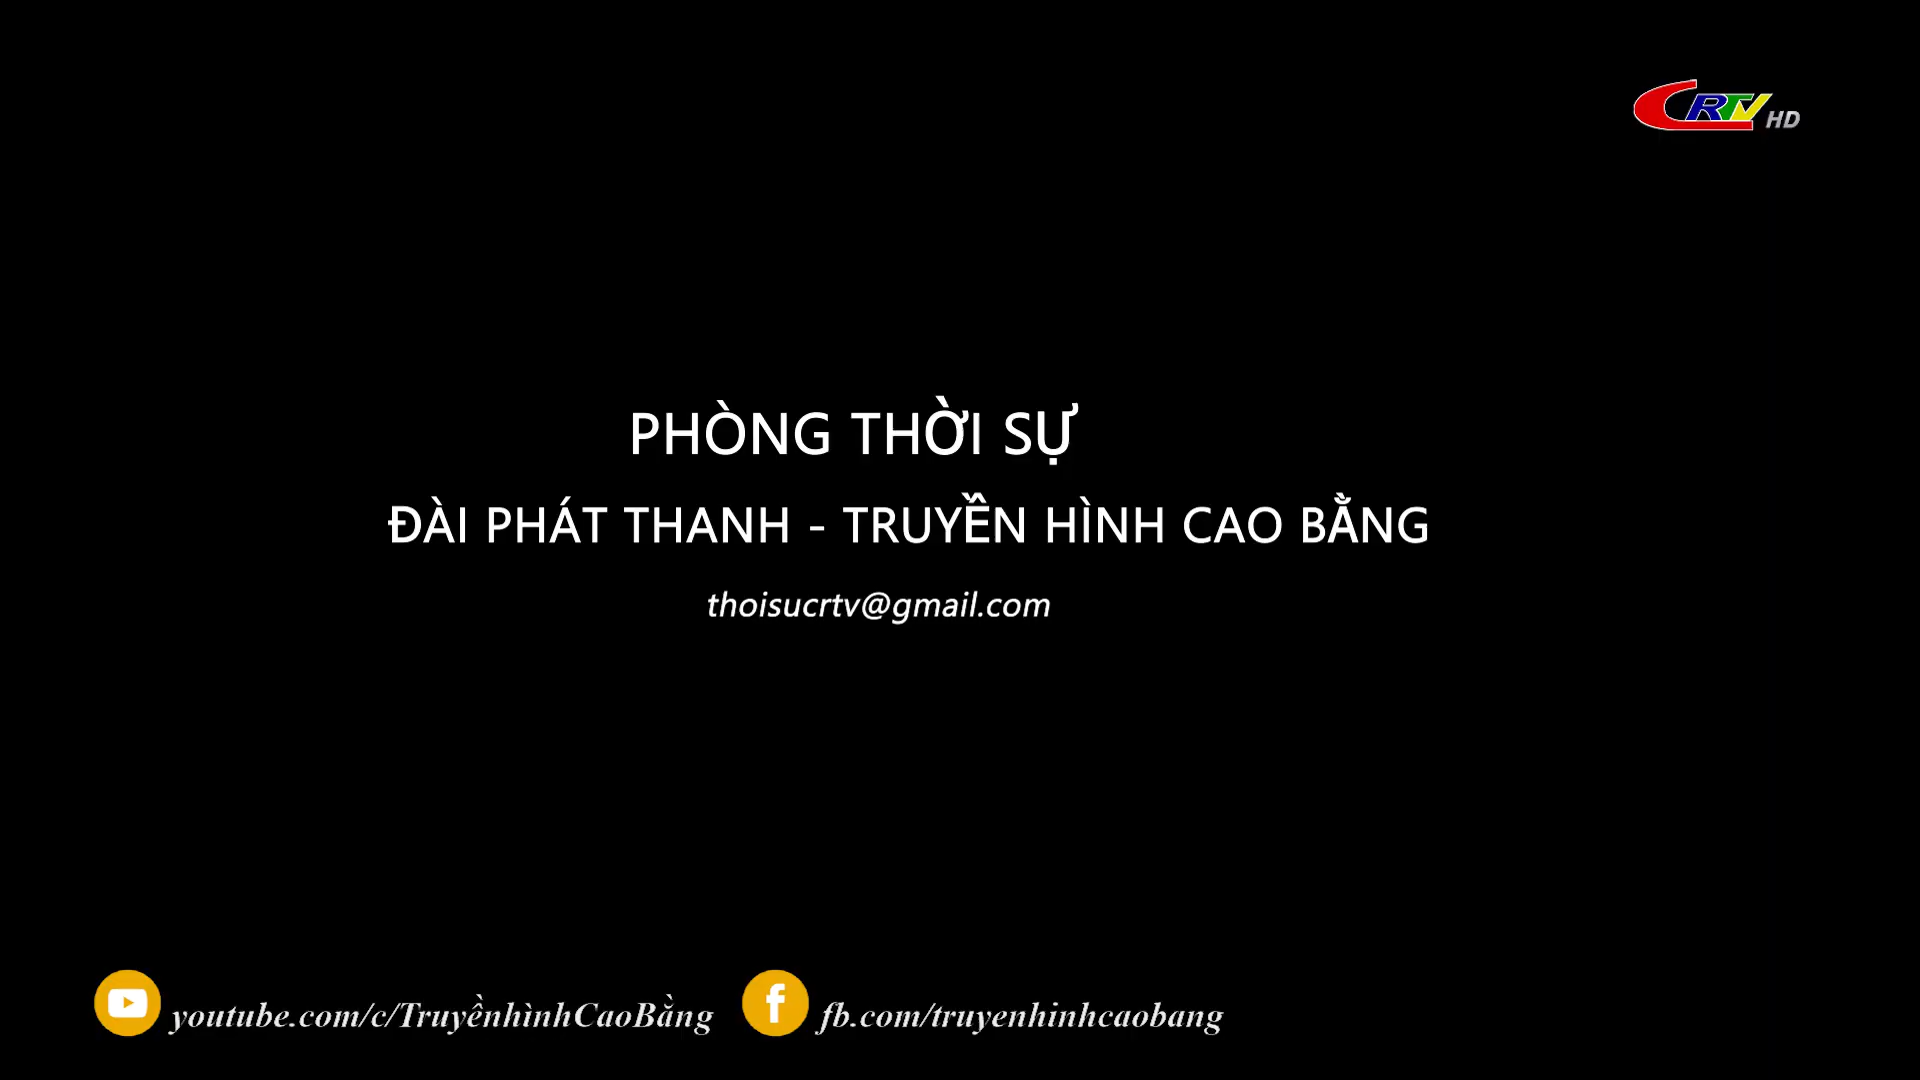 CRTV HD
PHÒNG THỜI SỰ
ĐÀI PHÁT THANH - TRUYỀN HÌNH CAO BẰNG
thoisucrtv@gmail.com
youtube.com/c/TruyềnhìnhCaoBằng
fb.com/truyenhinhcaobang